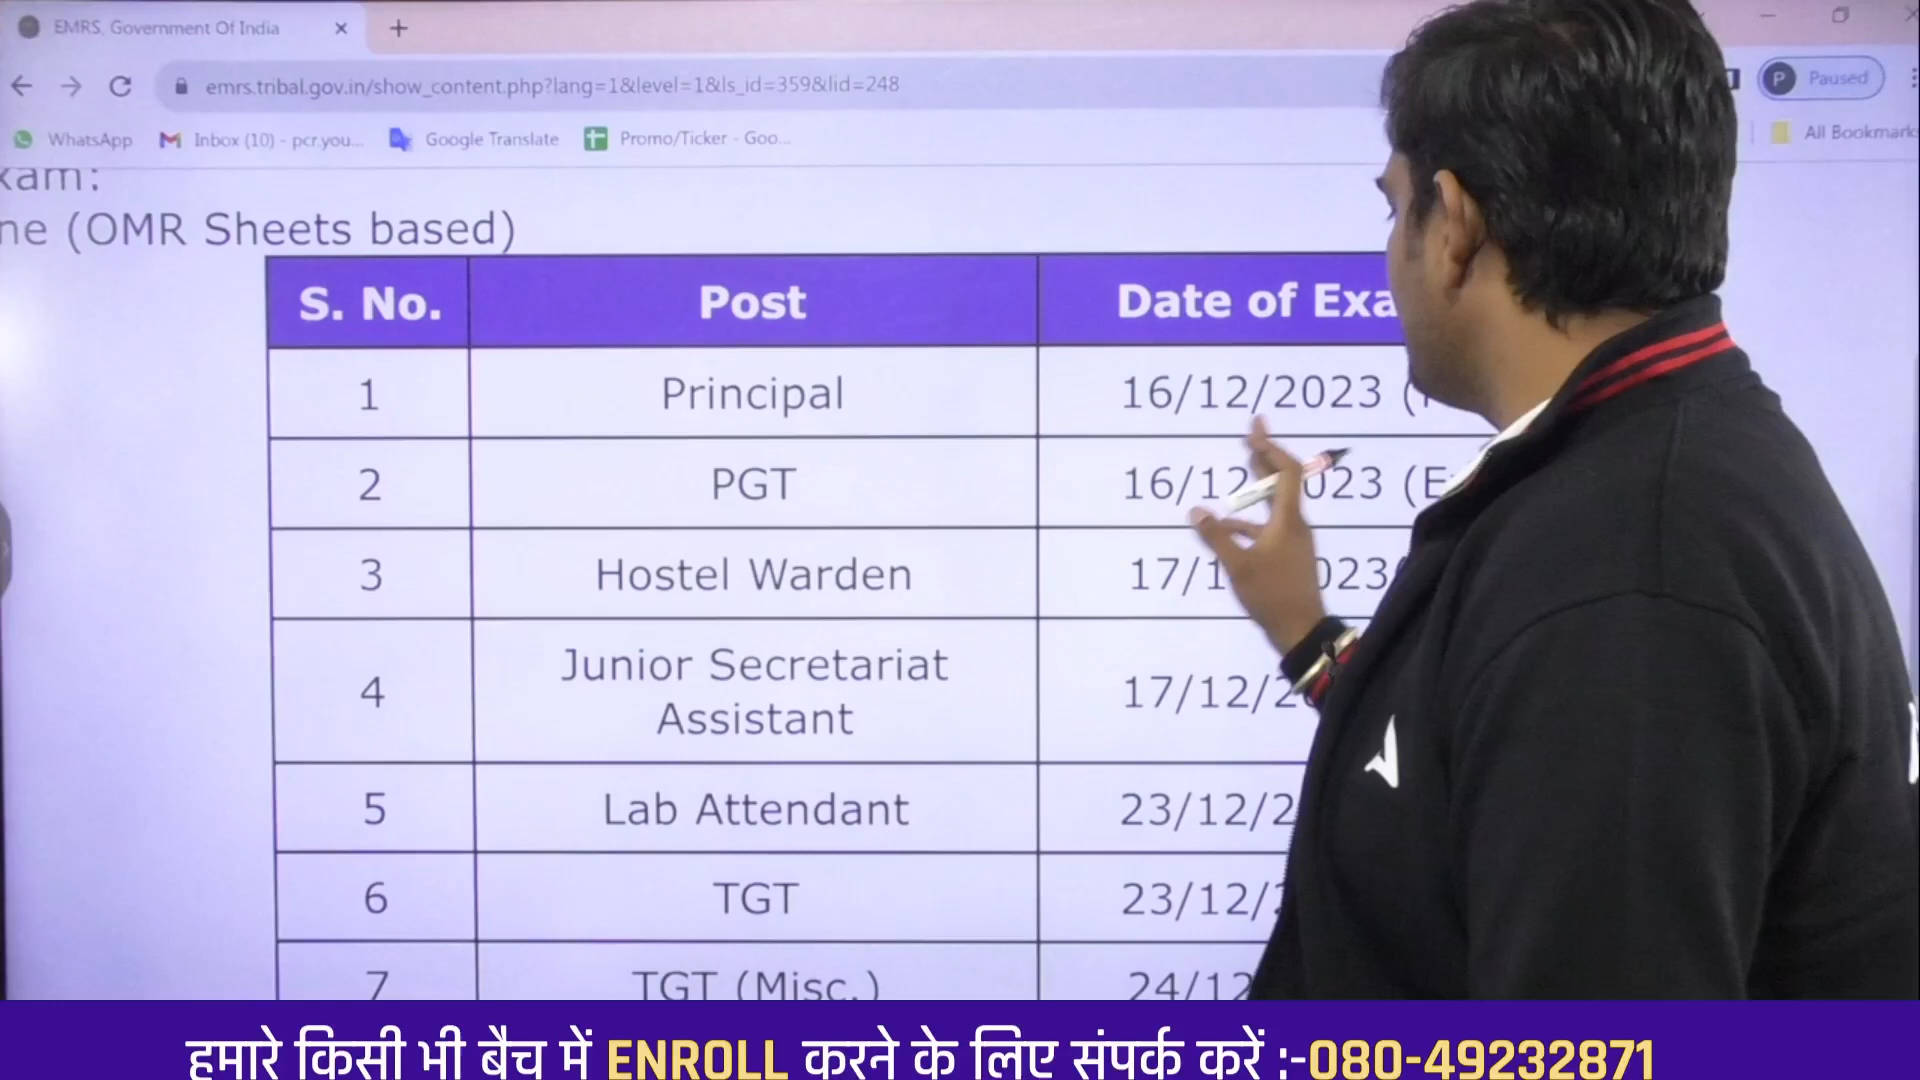 EMRS, Government Of India
emrs.tribal.gov.in/show_content.php?lang=1&level=1&ls_id=359&lid=248
P Paused
WhatsApp Inbox (10) - pcr.you... Google Translate Promo/Ticker - Goo... All Bookmark
xam:
ne (OMR Sheets based)
S. No. Post Date of Exa
1 Principal 16/12/2023 (
2 PGT 16/12 023 (E
3 Hostel Warden 17/1 023
4 Junior Secretariat 17/12/2
Assistant
5 Lab Attendant 23/12/2
6 TGT 23/12/
7 TGT (Misc.) 24/12
हमारे किसी भी बैच में ENROLL करने के लिए संपर्क करें :-080-49232871